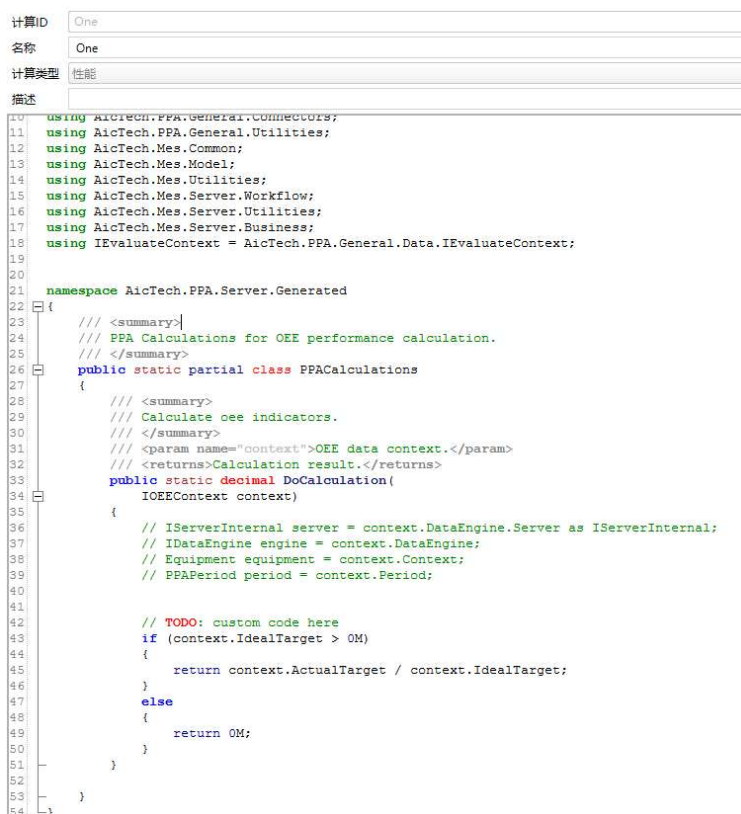 计算ID One
名称 One
计算类型 性能
描述
10 using AicTech.PPA.General.Connectors;
11 using AicTech.PPA.General.Utilities;
12 using AicTech.Mes.Common;
13 using AicTech.Mes.Model;
14 using AicTech.Mes.Utilities;
15 using AicTech.Mes.Server.Workflow;
16 using AicTech.Mes.Server.Utilities;
17 using AicTech.Mes.Server.Business;
18 using IEvaluateContext = AicTech.PPA.General.Data.IEvaluateContext;
19
20
21 namespace AicTech.PPA.Server.Generated
22 {
23 /// <summary>
24 /// PPA Calculations for OEE performance calculation.
25 /// </summary>
26 public static partial class PPACalculations
27 {
28 /// <summary>
29 /// Calculate oee indicators.
30 /// </summary>
31 /// <param name="context">OEE data context.</param>
32 /// <returns>Calculation result.</returns>
33 public static decimal DoCalculation(
34 IOEEContext context)
35 {
36 // IServerInternal server = context.DataEngine.Server as IServerInternal;
37 // IDataEngine engine = context.DataEngine;
38 // Equipment equipment = context.Context;
39 // PPAPeriod period = context.Period;
40
41
42 // TODO: custom code here
43 if (context.IdealTarget > 0M)
44 {
45 return context.ActualTarget / context.IdealTarget;
46 }
47 else
48 {
49 return 0M;
50 }
51 }
52
53 }
54 }